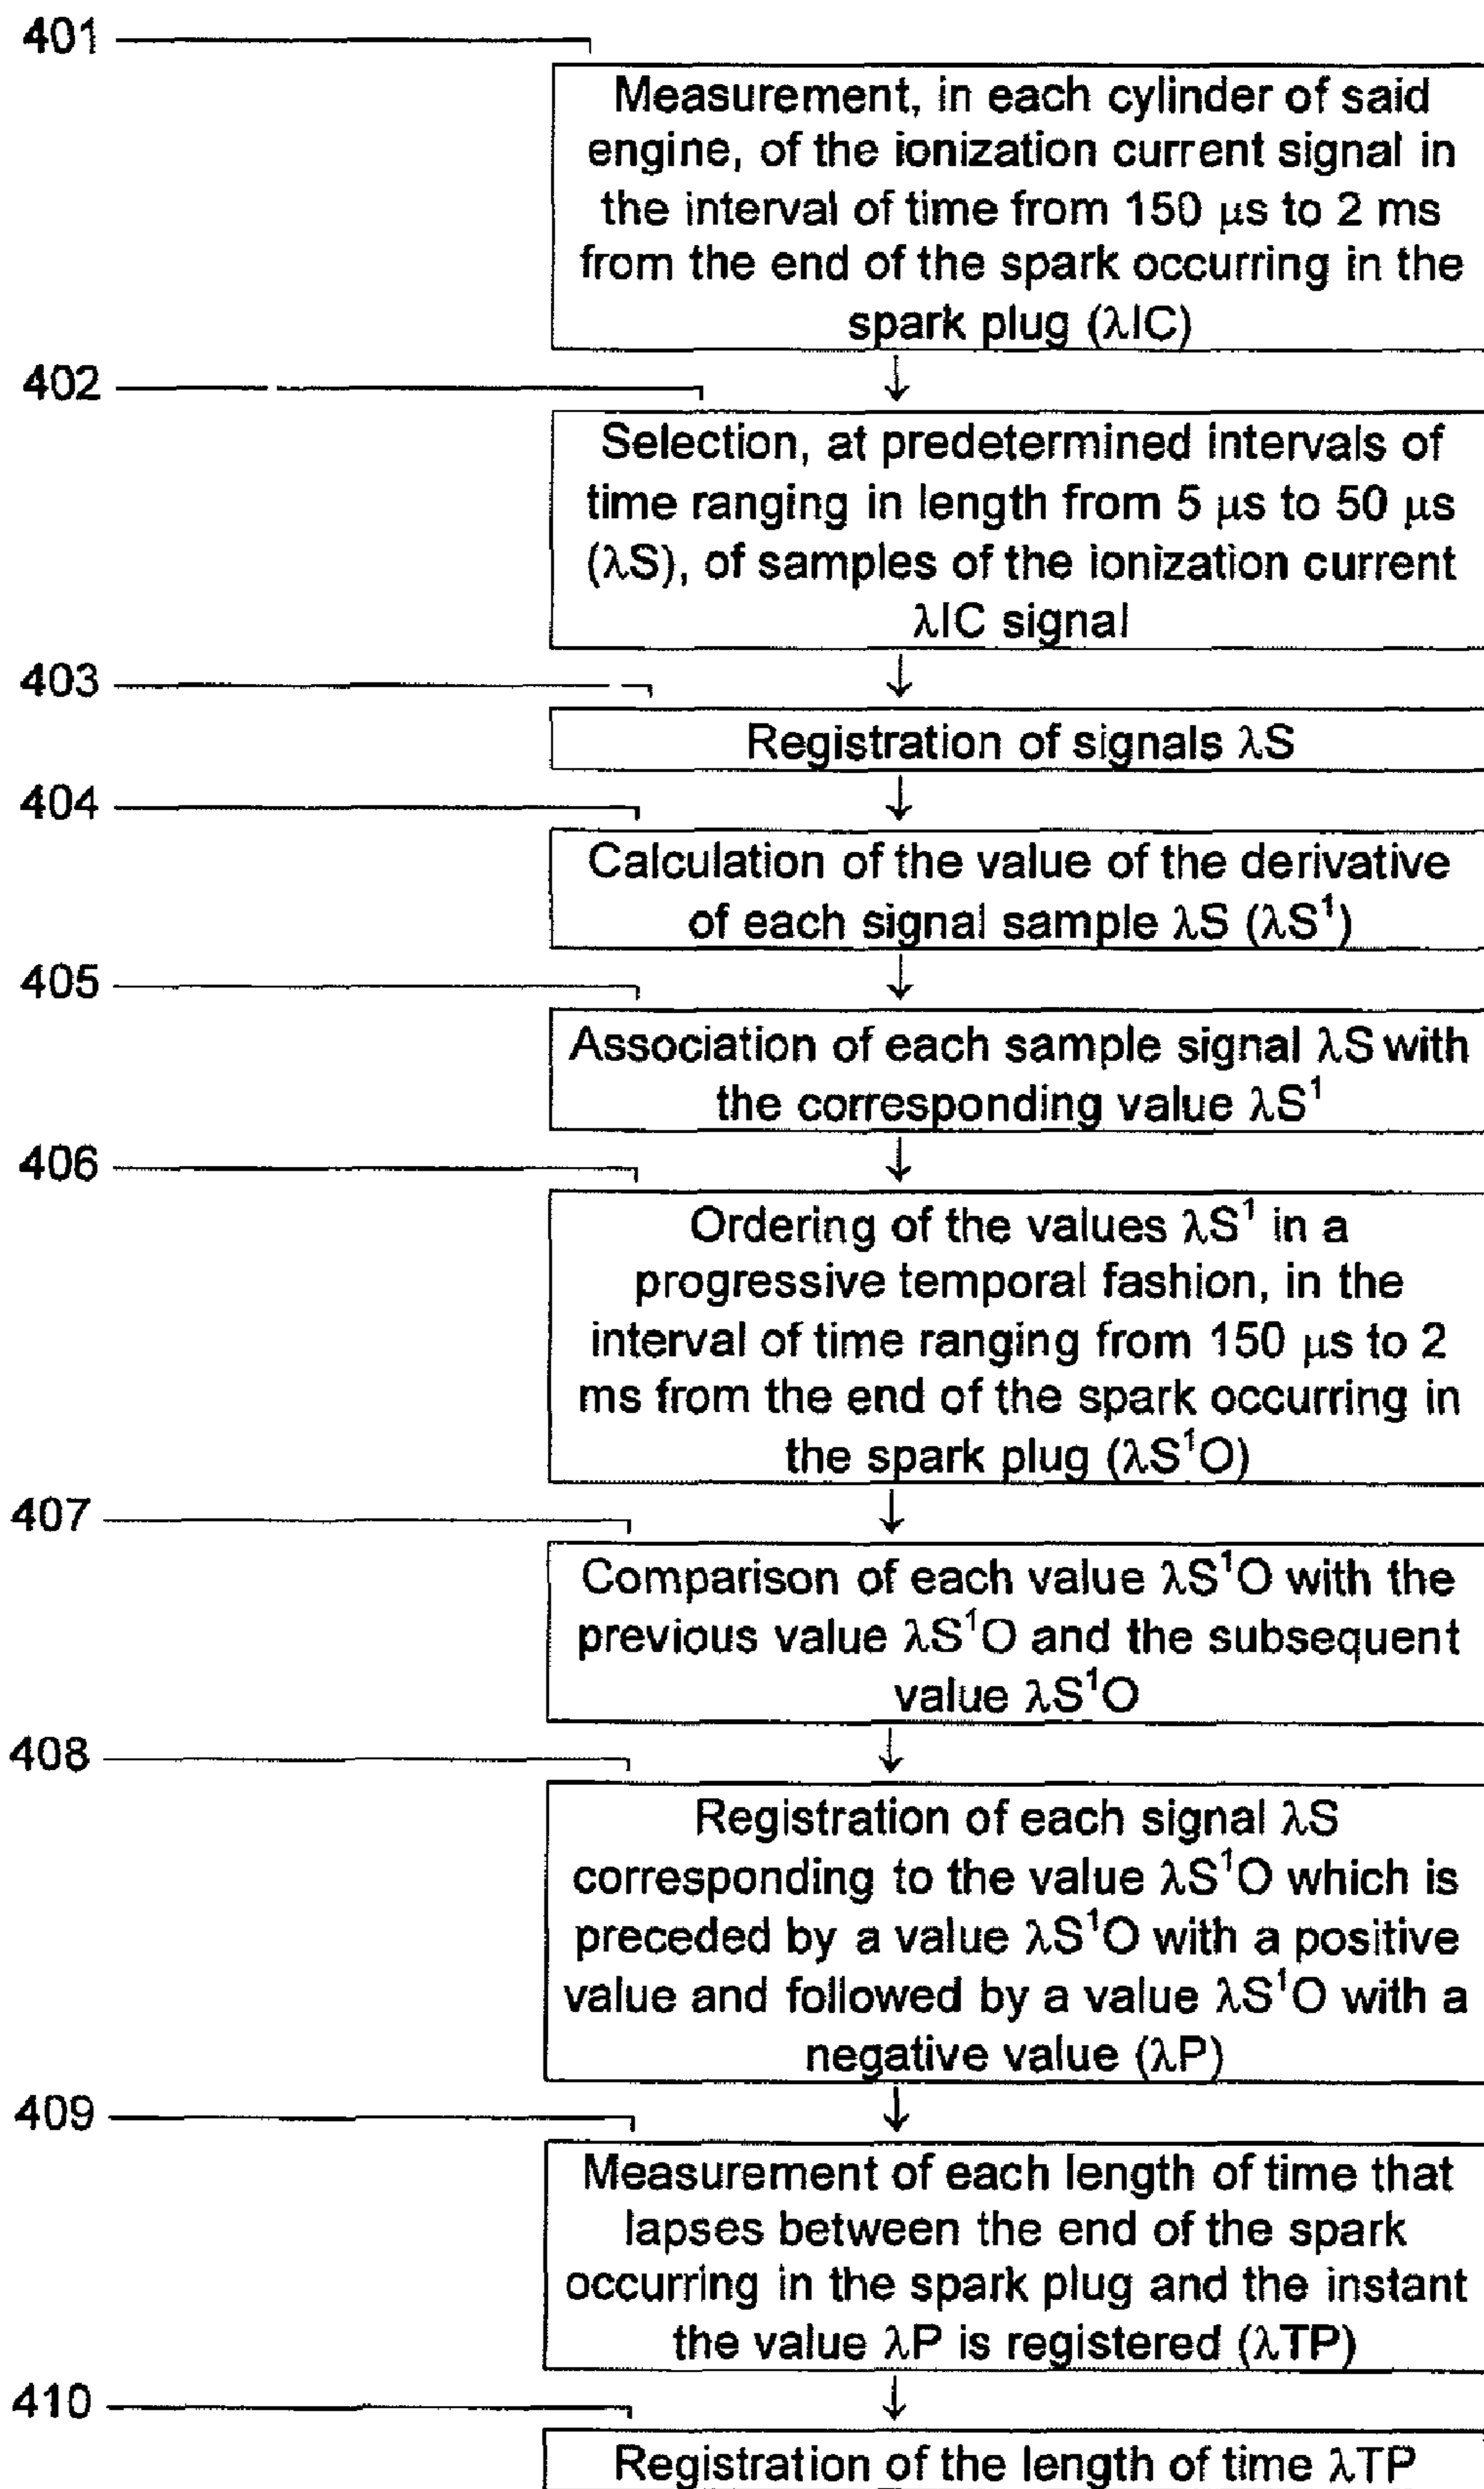 401
Measurement, in each cylinder of said
engine, of the ionization current signal in
the interval of time from 150 μs to 2 ms
from the end of the spark occurring in the
spark plug (λIC)
402
Selection, at predetermined intervals of
time ranging in length from 5 μs to 50 μs
(λS), of samples of the ionization current
λIC signal
403
Registration of signals λS
404
Calculation of the value of the derivative
of each signal sample λS (λS¹)
405
Association of each sample signal λS with
the corresponding value λS¹
406
Ordering of the values λS¹ in a
progressive temporal fashion, in the
interval of time ranging from 150 μs to 2
ms from the end of the spark occurring in
the spark plug (λS¹O)
407
Comparison of each value λS¹O with the
previous value λS¹O and the subsequent
value λS¹O
408
Registration of each signal λS
corresponding to the value λS¹O which is
preceded by a value λS¹O with a positive
value and followed by a value λS¹O with a
negative value (λP)
409
Measurement of each length of time that
lapses between the end of the spark
occurring in the spark plug and the instant
the value λP is registered (λTP)
410
Registration of the length of time λTP